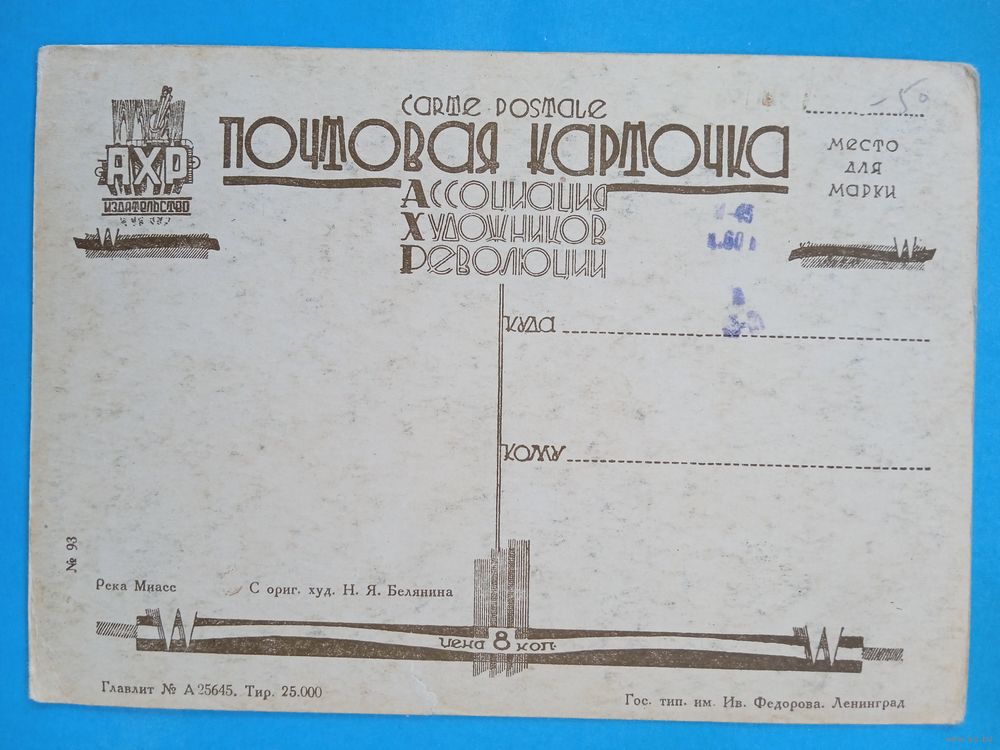 CARTE POSTALE
ПОЧТОВАЯ КАРТОЧКА
АССОЦИАЦИЯ
ХУДОЖНИКОВ
РЕВОЛЮЦИИ
АХР
ИЗДАТЕЛЬСТВО
-50
МЕСТО
ДЛЯ
МАРКИ
КУДА
КОМУ
№ 93
Река Миасс
С ориг. худ. Н. Я. Белянина
цена 8 коп.
Главлит № А 25645. Тир. 25.000
Гос. тип. им. Ив. Федорова. Ленинград